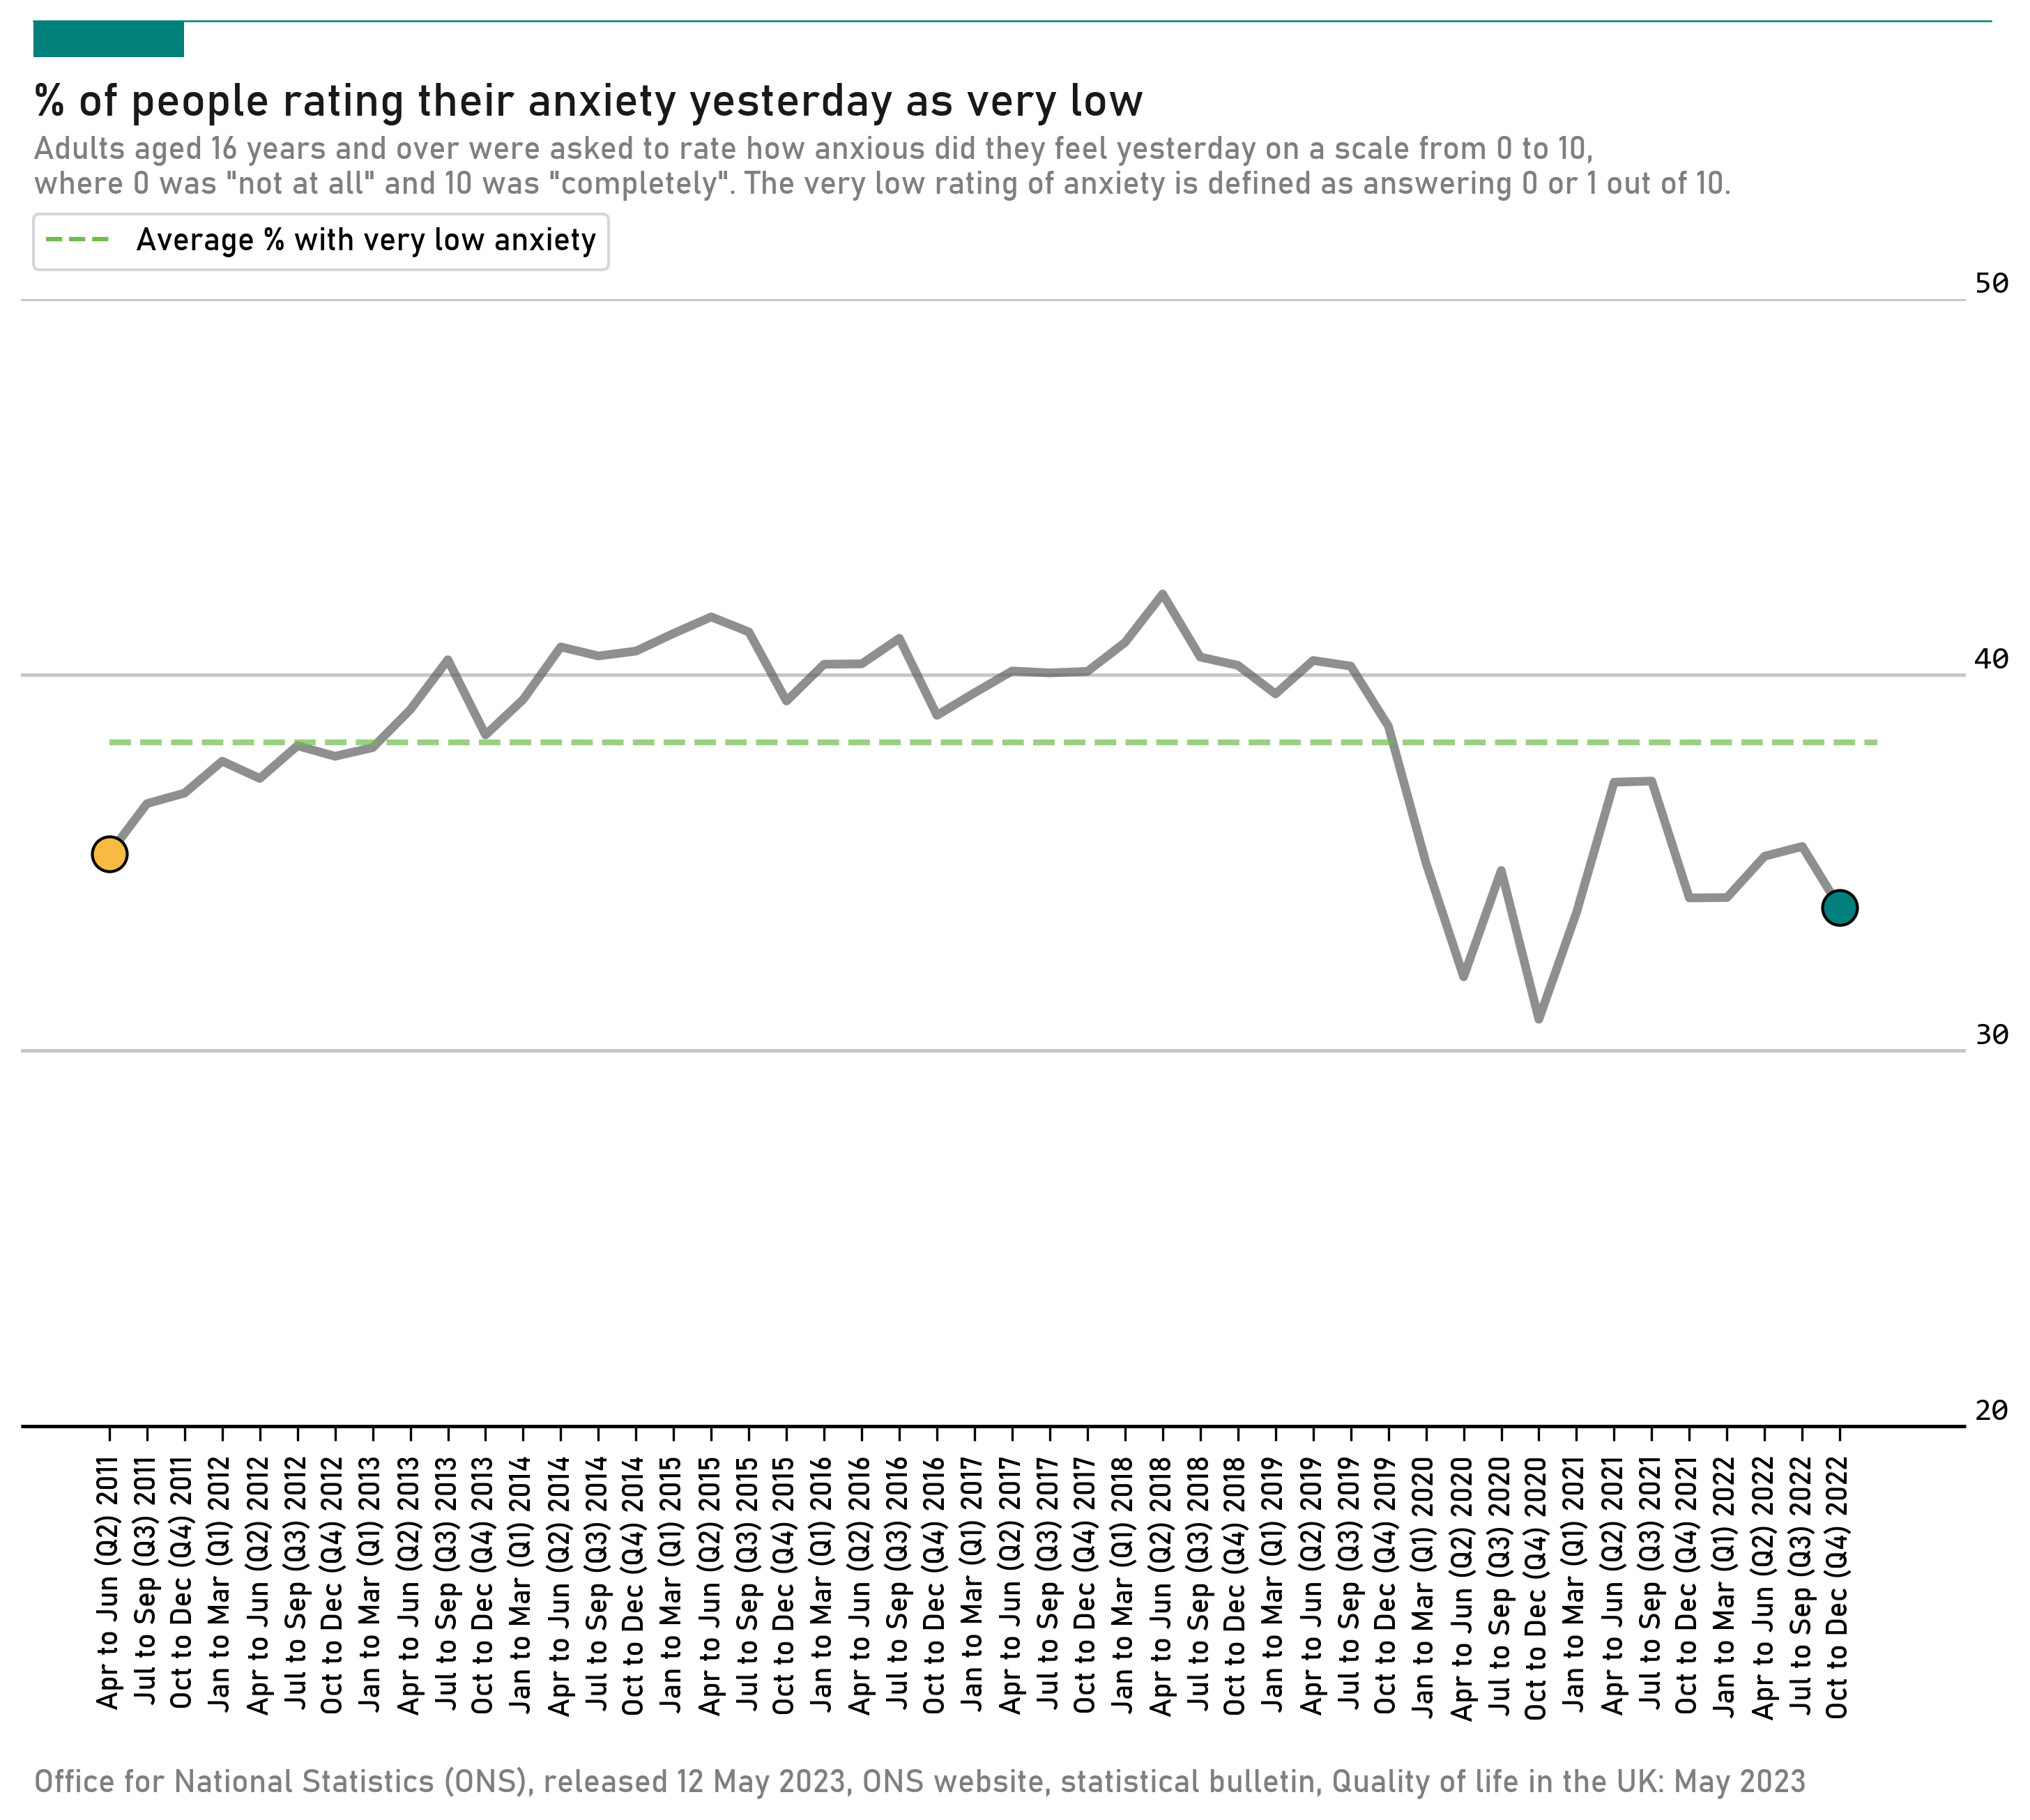 % of people rating their anxiety yesterday as very low
Adults aged 16 years and over were asked to rate how anxious did they feel yesterday on a scale from 0 to 10,
where 0 was "not at all" and 10 was "completely". The very low rating of anxiety is defined as answering 0 or 1 out of 10.
Average % with very low anxiety
50
40
30
20
Apr to Jun (Q2) 2011
Jul to Sep (Q3) 2011
Oct to Dec (Q4) 2011
Jan to Mar (Q1) 2012
Apr to Jun (Q2) 2012
Jul to Sep (Q3) 2012
Oct to Dec (Q4) 2012
Jan to Mar (Q1) 2013
Apr to Jun (Q2) 2013
Jul to Sep (Q3) 2013
Oct to Dec (Q4) 2013
Jan to Mar (Q1) 2014
Apr to Jun (Q2) 2014
Jul to Sep (Q3) 2014
Oct to Dec (Q4) 2014
Jan to Mar (Q1) 2015
Apr to Jun (Q2) 2015
Jul to Sep (Q3) 2015
Oct to Dec (Q4) 2015
Jan to Mar (Q1) 2016
Apr to Jun (Q2) 2016
Jul to Sep (Q3) 2016
Oct to Dec (Q4) 2016
Jan to Mar (Q1) 2017
Apr to Jun (Q2) 2017
Jul to Sep (Q3) 2017
Oct to Dec (Q4) 2017
Jan to Mar (Q1) 2018
Apr to Jun (Q2) 2018
Jul to Sep (Q3) 2018
Oct to Dec (Q4) 2018
Jan to Mar (Q1) 2019
Apr to Jun (Q2) 2019
Jul to Sep (Q3) 2019
Oct to Dec (Q4) 2019
Jan to Mar (Q1) 2020
Apr to Jun (Q2) 2020
Jul to Sep (Q3) 2020
Oct to Dec (Q4) 2020
Jan to Mar (Q1) 2021
Apr to Jun (Q2) 2021
Jul to Sep (Q3) 2021
Oct to Dec (Q4) 2021
Jan to Mar (Q1) 2022
Apr to Jun (Q2) 2022
Jul to Sep (Q3) 2022
Oct to Dec (Q4) 2022
Office for National Statistics (ONS), released 12 May 2023, ONS website, statistical bulletin, Quality of life in the UK: May 2023